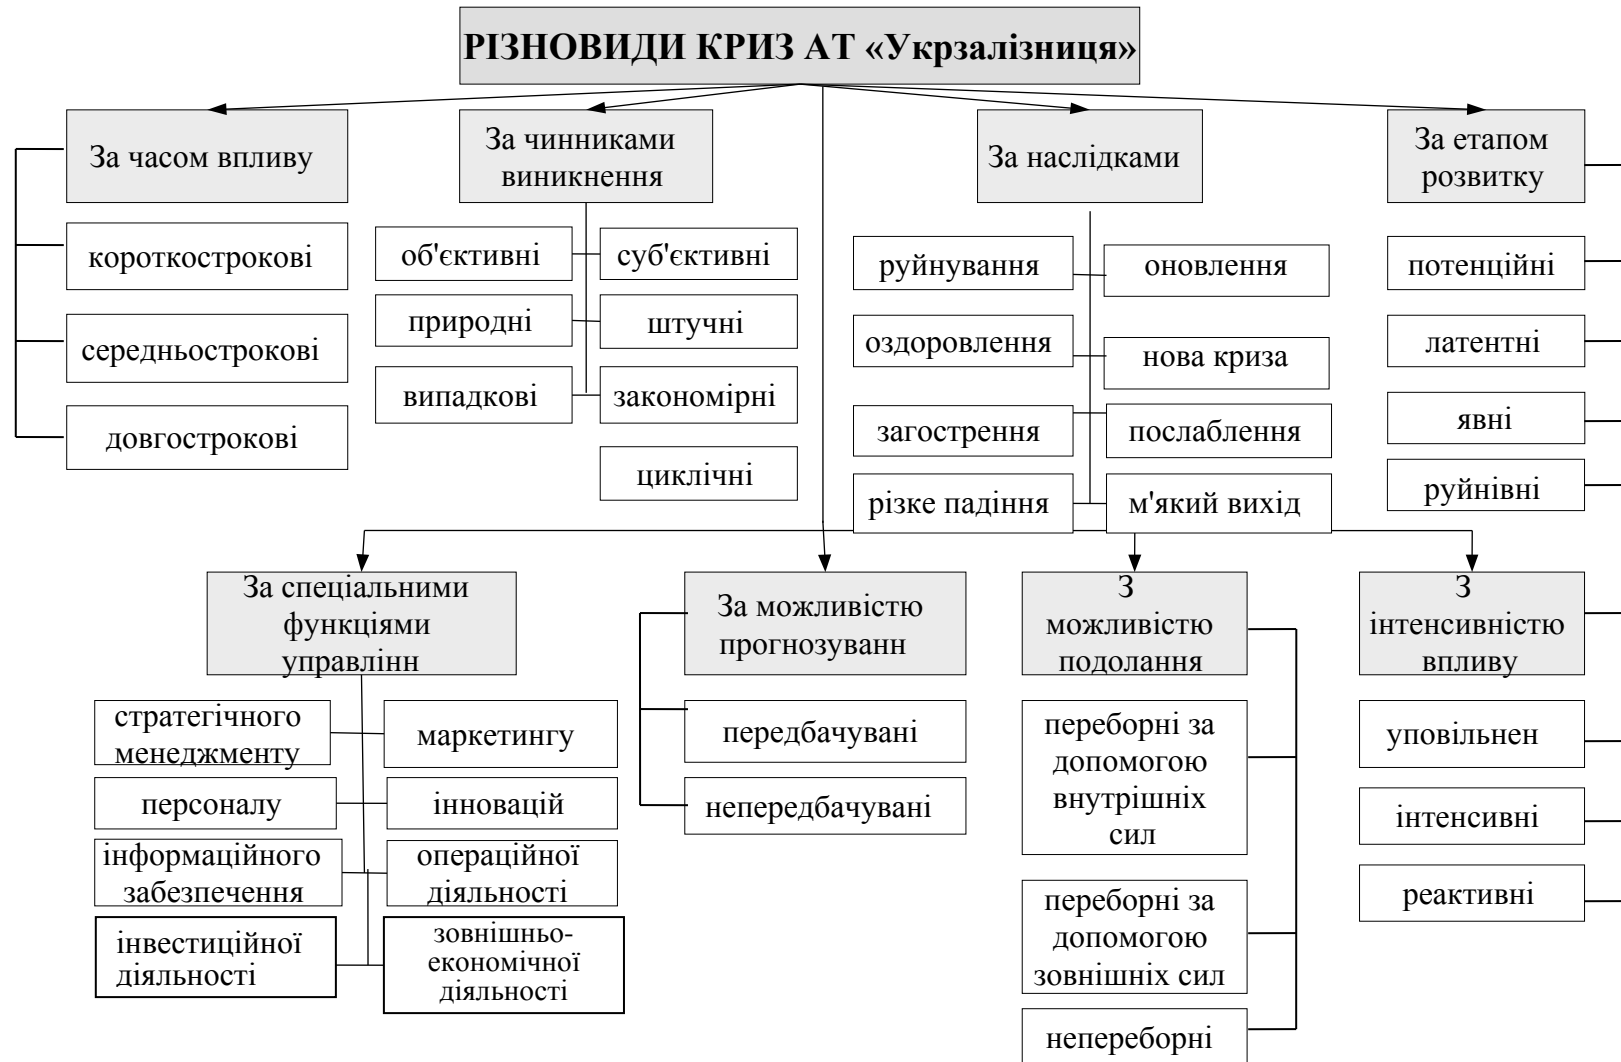 РІЗНОВИДИ КРИЗ АТ «Укрзалізниця»
За часом впливу
короткострокові
середньострокові
довгострокові
За чинниками
виникнення
об'єктивні
суб'єктивні
природні
штучні
випадкові
закономірні
циклічні
За наслідками
руйнування
оновлення
оздоровлення
нова криза
загострення
послаблення
різке падіння
м'який вихід
За етапом
розвитку
потенційні
латентні
явні
руйнівні
За спеціальними
функціями
управлінн
стратегічного
менеджменту
маркетингу
персоналу
інновацій
інформаційного
забезпечення
операційної
діяльності
інвестиційної
діяльності
зовнішньо-
економічної
діяльності
За можливістю
прогнозуванн
передбачувані
непередбачувані
З
можливістю
подолання
переборні за
допомогою
внутрішніх
сил
переборні за
допомогою
зовнішніх сил
непереборні
З
інтенсивністю
впливу
уповільнен
інтенсивні
реактивні